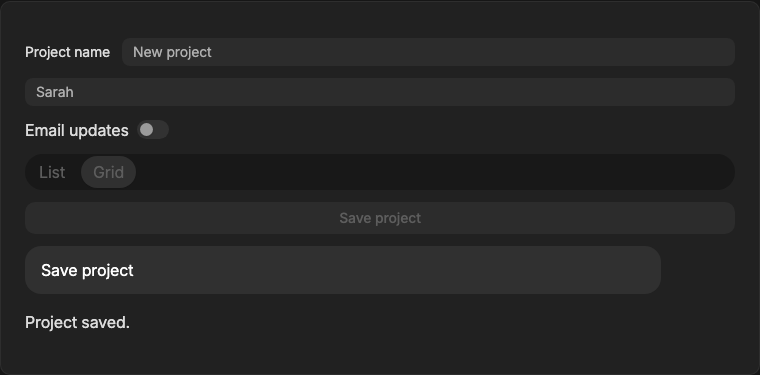 Project name New project
Sarah
Email updates
List Grid
Save project
Save project
Project saved.